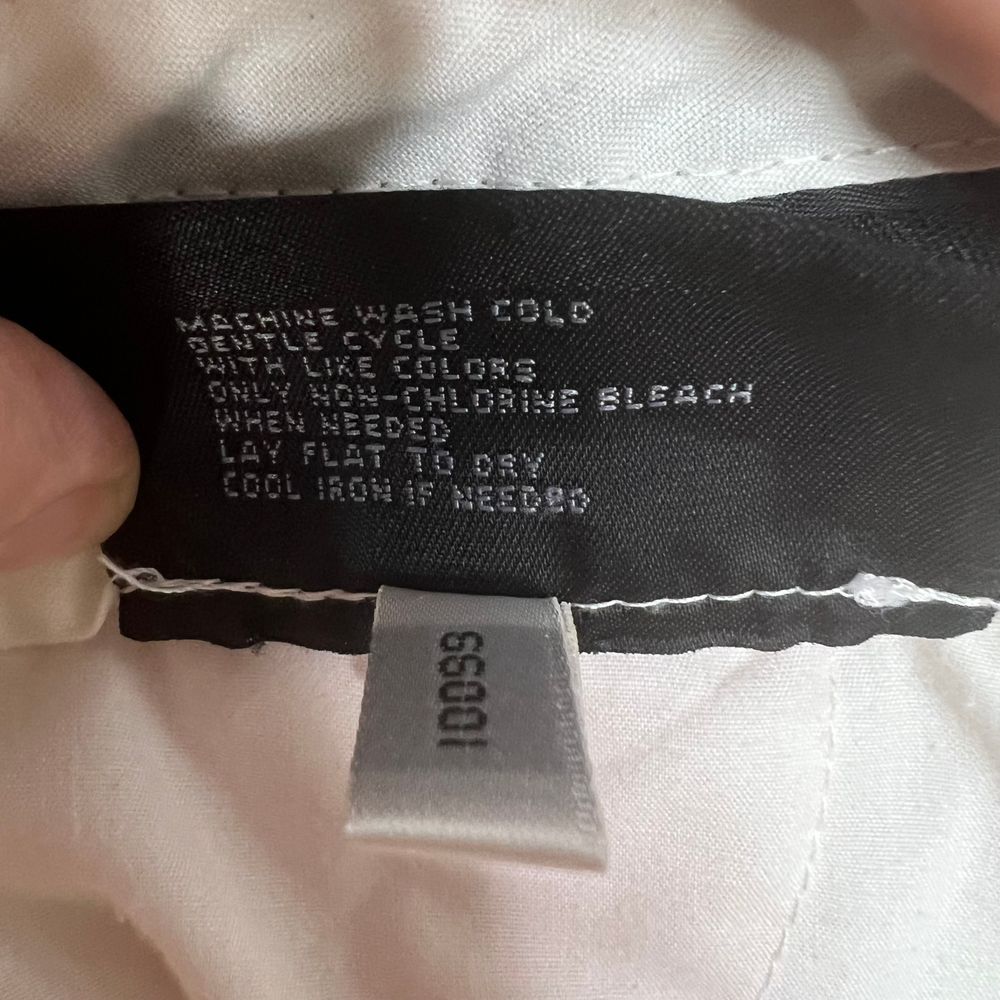 MACHINE WASH COLD
GENTLE CYCLE
WITH LIKE COLORS
ONLY NON-CHLORINE BLEACH
WHEN NEEDED
LAY FLAT TO DRY
COOL IRON IF NEEDED